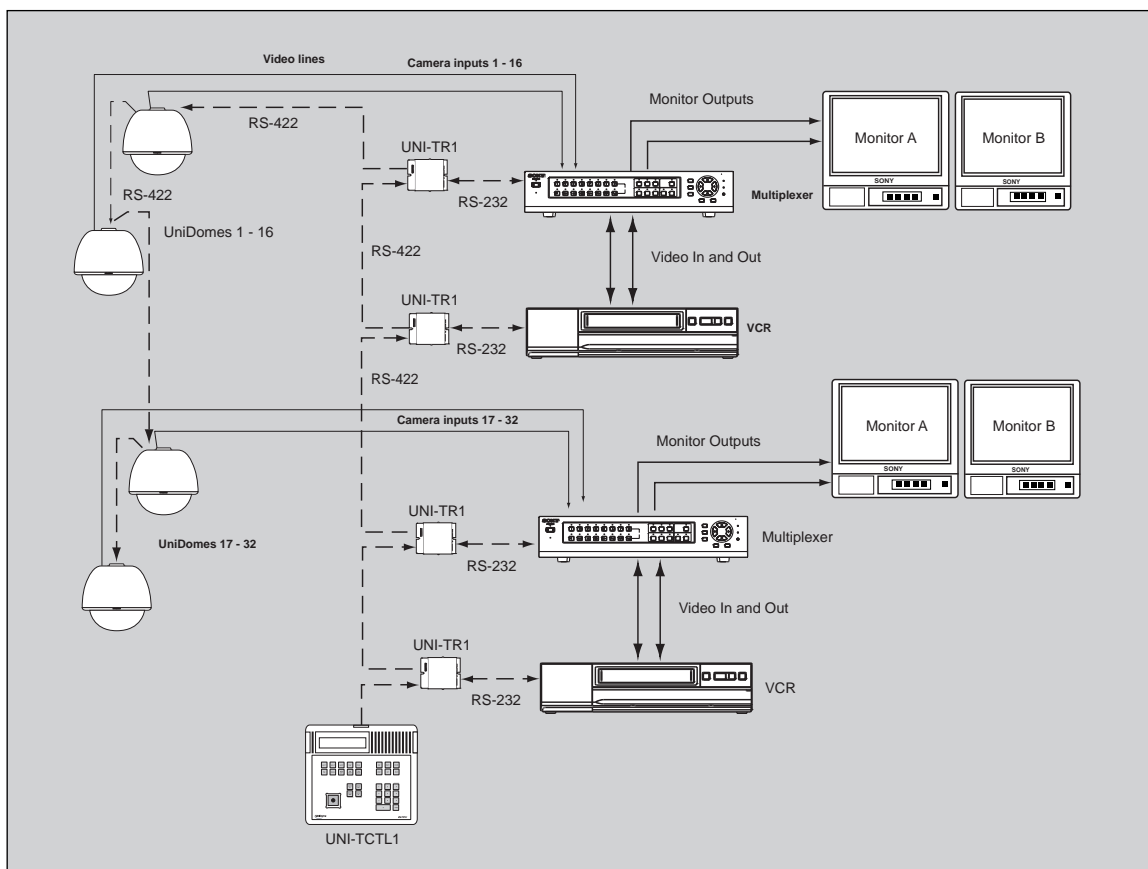 Video lines
Camera inputs 1 - 16
RS-422
Monitor Outputs
Monitor A
Monitor B
UNI-TR1
RS-422
RS-232
Multiplexer
SONY
SONY
UniDomes 1 - 16
RS-422
Video In and Out
UNI-TR1
RS-232
VCR
RS-422
Camera inputs 17 - 32
Monitor Outputs
Monitor A
Monitor B
SONY
SONY
UNI-TR1
UniDomes 17 - 32
RS-232
Multiplexer
Video In and Out
UNI-TR1
RS-232
VCR
UNI-TCTL1